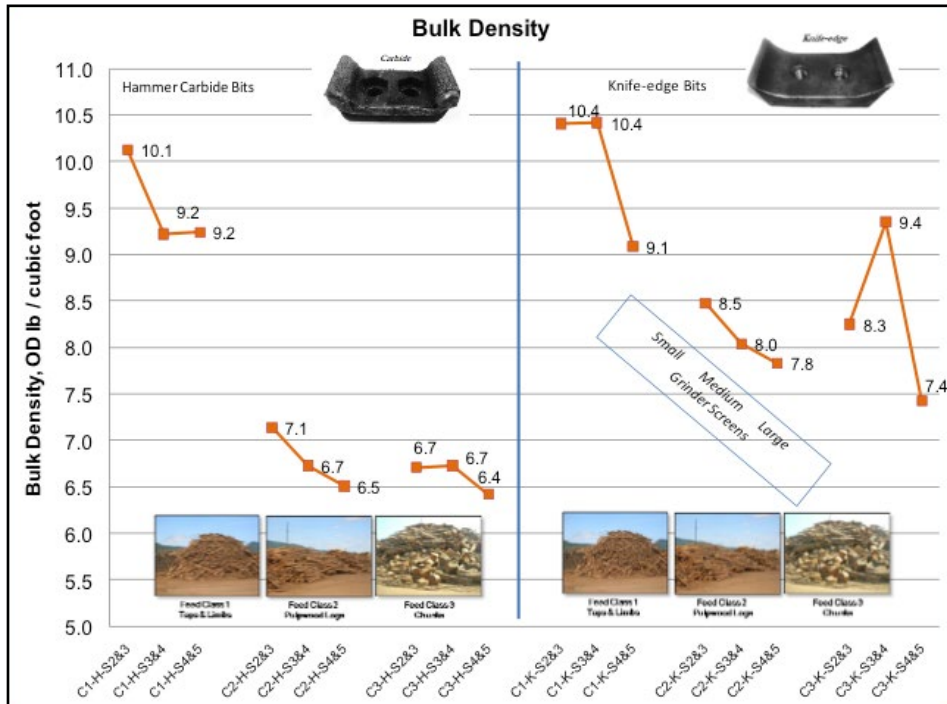 Bulk Density
Carbide
Knife-edge
Hammer Carbide Bits
Knife-edge Bits
Bulk Density, OD lb / cubic foot
11.0
10.5
10.0
9.5
9.0
8.5
8.0
7.5
7.0
6.5
6.0
5.5
5.0
10.1
9.2
9.2
7.1
6.7
6.5
6.7
6.7
6.4
10.4
10.4
9.1
8.5
8.0
7.8
8.3
9.4
7.4
Small Medium Large
Grinder Screens
Feed Class 1
Tops & Limbs
Feed Class 2
Pulpwood Logs
Feed Class 3
Chunks
Feed Class 1
Tops & Limbs
Feed Class 2
Pulpwood Logs
Feed Class 3
Chunks
C1-H-S2&3
C1-H-S3&4
C1-H-S4&5
C2-H-S2&3
C2-H-S3&4
C2-H-S4&5
C3-H-S2&3
C3-H-S3&4
C3-H-S4&5
C1-K-S2&3
C1-K-S3&4
C1-K-S4&5
C2-K-S2&3
C2-K-S3&4
C2-K-S4&5
C3-K-S2&3
C3-K-S3&4
C3-K-S4&5